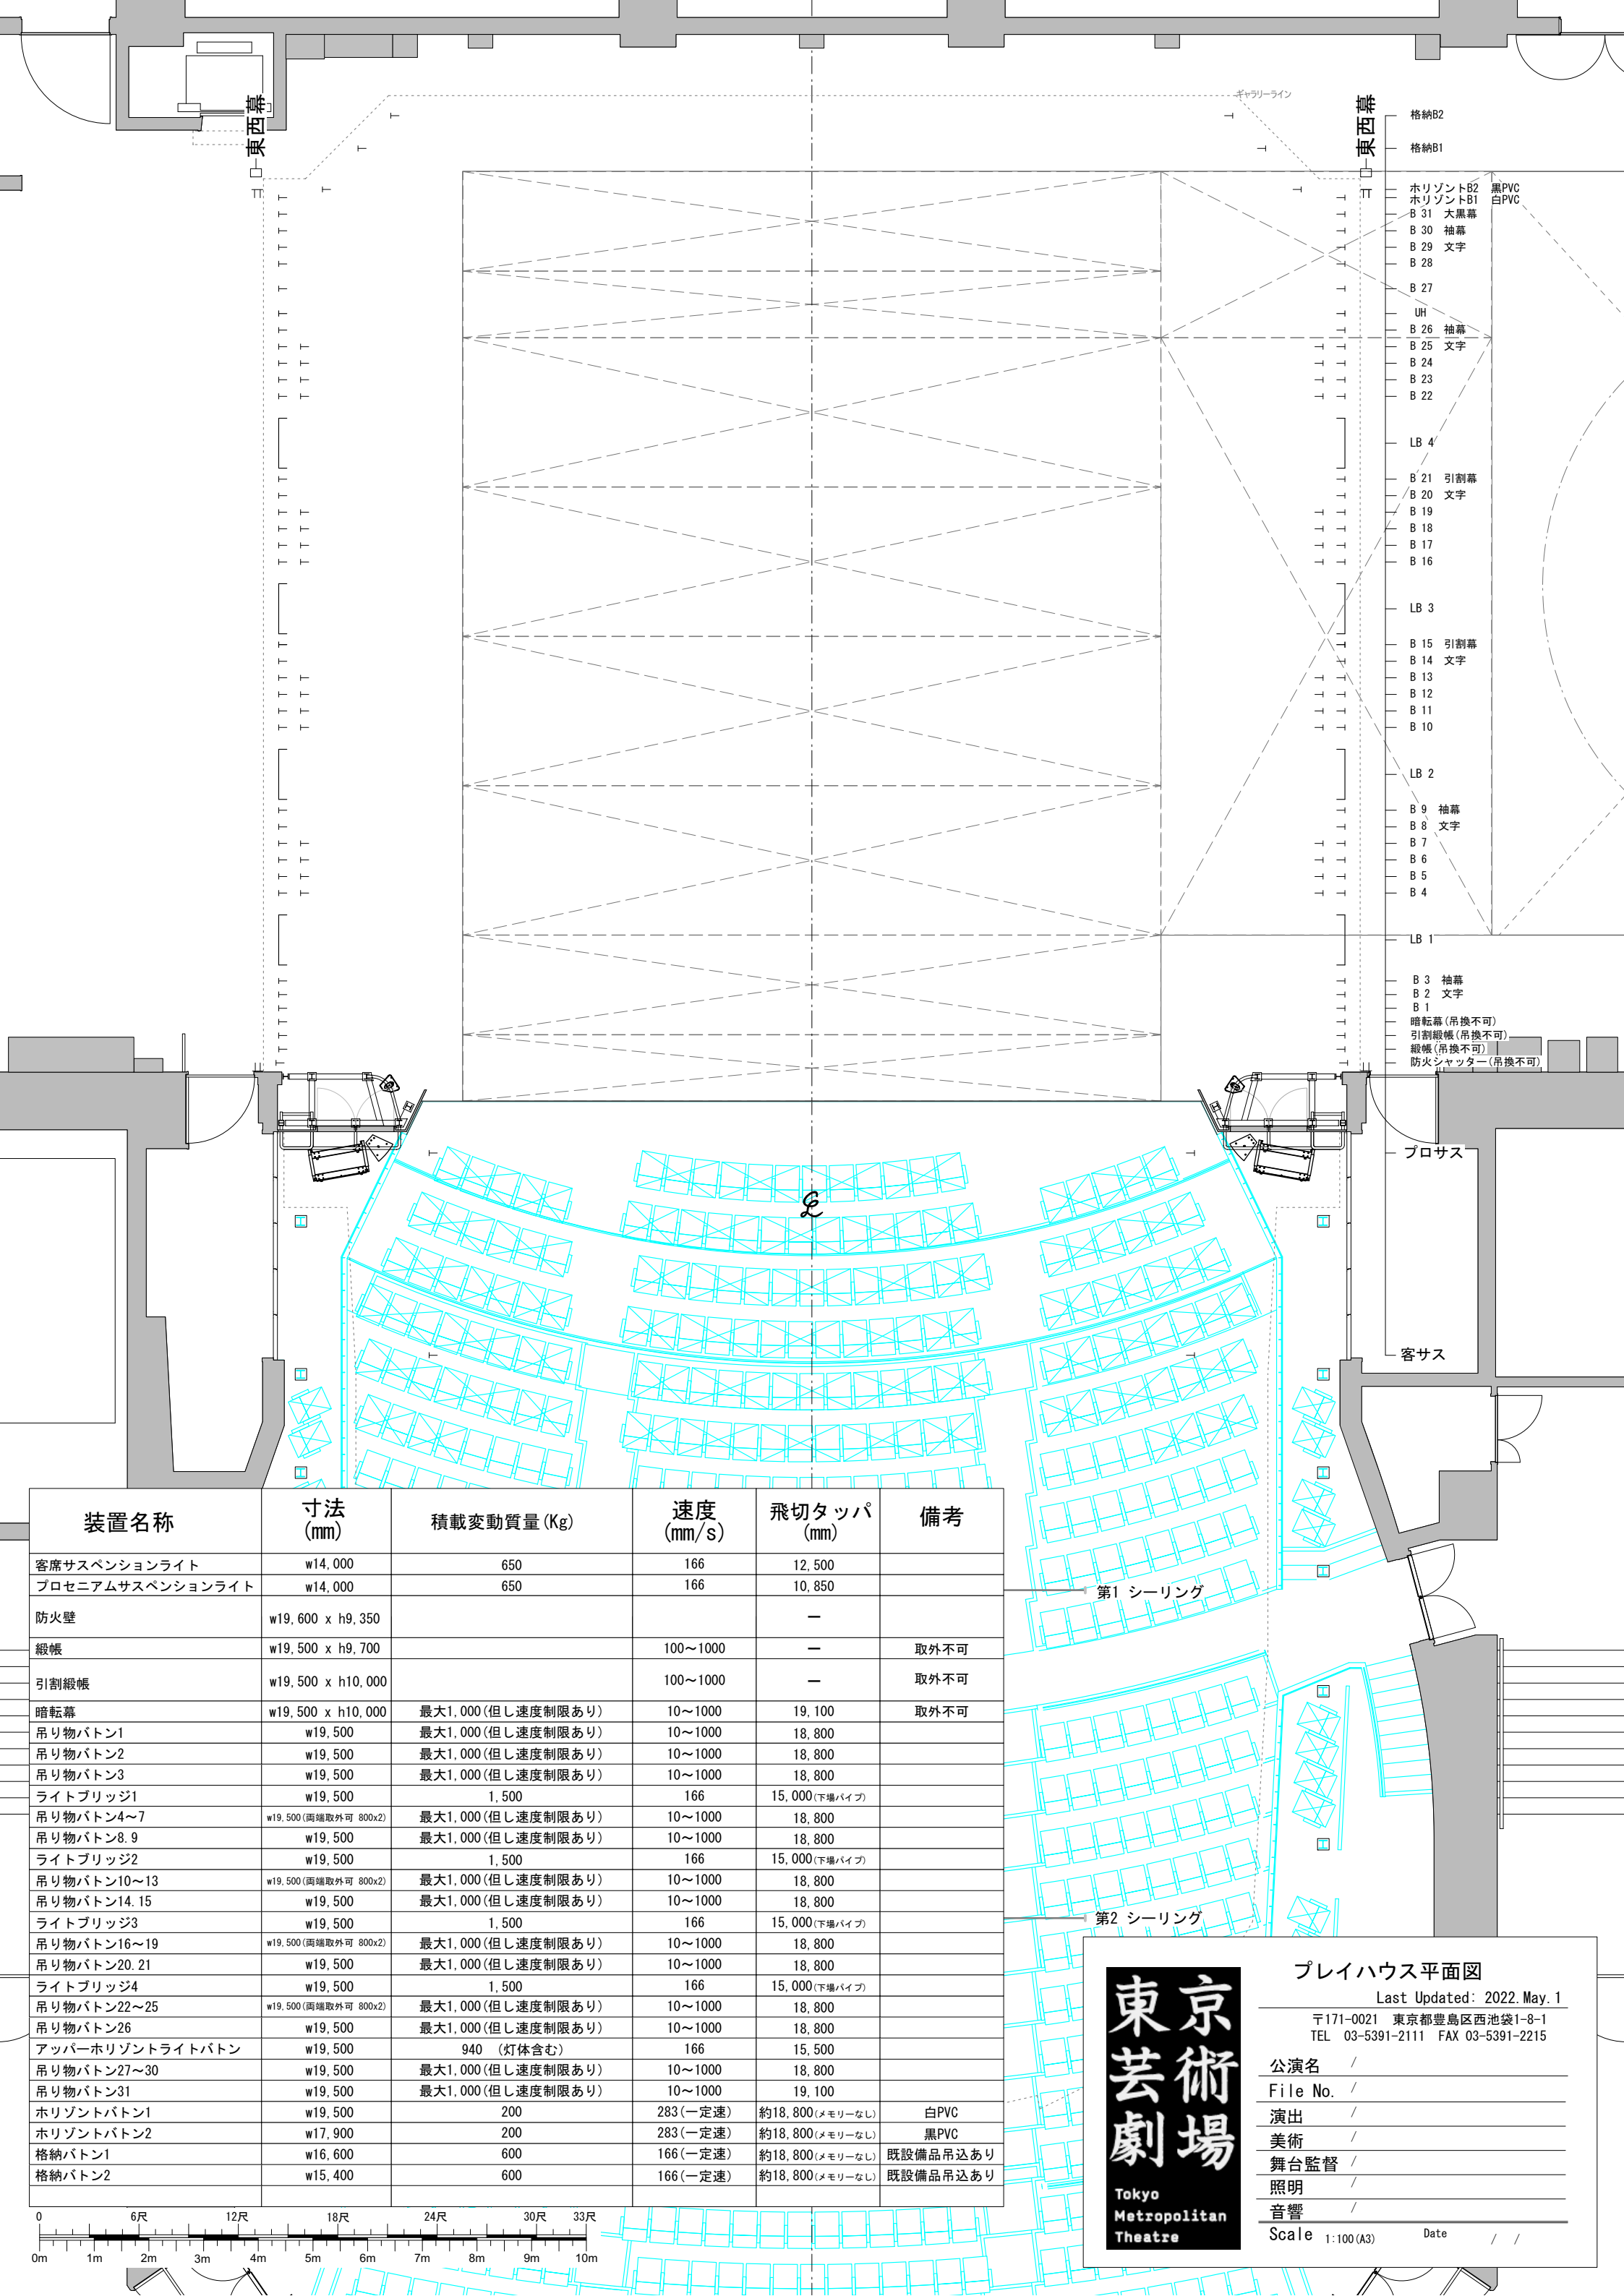 ギャラリーライン
東西幕
東西幕
格納B2
格納B1
ホリゾントB2 黒PVC
ホリゾントB1 白PVC
B 31 大黒幕
B 30 袖幕
B 29 文字
B 28
B 27
UH
B 26 袖幕
B 25 文字
B 24
B 23
B 22
LB 4
B 21 引割幕
B 20 文字
B 19
B 18
B 17
B 16
LB 3
B 15 引割幕
B 14 文字
B 13
B 12
B 11
B 10
LB 2
B 9 袖幕
B 8 文字
B 7
B 6
B 5
B 4
LB 1
B 3 袖幕
B 2 文字
B 1
暗転幕(吊換不可)
引割緞帳(吊換不可)
緞帳(吊換不可)
防火シャッター(吊換不可)
プロサス
客サス
第1 シーリング
第2 シーリング
装置名称 寸法(mm) 積載変動質量(Kg) 速度(mm/s) 飛切タッパ(mm) 備考
客席サスペンションライト w14,000 650 166 12,500
プロセニアムサスペンションライト w14,000 650 166 10,850
防火壁 w19,600 x h9,350 ー
緞帳 w19,500 x h9,700 100〜1000 ー 取外不可
引割緞帳 w19,500 x h10,000 100〜1000 ー 取外不可
暗転幕 w19,500 x h10,000 最大1,000(但し速度制限あり) 10〜1000 19,100 取外不可
吊り物バトン1 w19,500 最大1,000(但し速度制限あり) 10〜1000 18,800
吊り物バトン2 w19,500 最大1,000(但し速度制限あり) 10〜1000 18,800
吊り物バトン3 w19,500 最大1,000(但し速度制限あり) 10〜1000 18,800
ライトブリッジ1 w19,500 1,500 166 15,000(下場パイプ)
吊り物バトン4〜7 w19,500(両端取外可 800x2) 最大1,000(但し速度制限あり) 10〜1000 18,800
吊り物バトン8.9 w19,500 最大1,000(但し速度制限あり) 10〜1000 18,800
ライトブリッジ2 w19,500 1,500 166 15,000(下場パイプ)
吊り物バトン10〜13 w19,500(両端取外可 800x2) 最大1,000(但し速度制限あり) 10〜1000 18,800
吊り物バトン14.15 w19,500 最大1,000(但し速度制限あり) 10〜1000 18,800
ライトブリッジ3 w19,500 1,500 166 15,000(下場パイプ)
吊り物バトン16〜19 w19,500(両端取外可 800x2) 最大1,000(但し速度制限あり) 10〜1000 18,800
吊り物バトン20.21 w19,500 最大1,000(但し速度制限あり) 10〜1000 18,800
ライトブリッジ4 w19,500 1,500 166 15,000(下場パイプ)
吊り物バトン22〜25 w19,500(両端取外可 800x2) 最大1,000(但し速度制限あり) 10〜1000 18,800
吊り物バトン26 w19,500 最大1,000(但し速度制限あり) 10〜1000 18,800
アッパーホリゾントライトバトン w19,500 940 (灯体含む) 166 15,500
吊り物バトン27〜30 w19,500 最大1,000(但し速度制限あり) 10〜1000 18,800
吊り物バトン31 w19,500 最大1,000(但し速度制限あり) 10〜1000 19,100
ホリゾントバトン1 w19,500 200 283(一定速) 約18,800(メモリーなし) 白PVC
ホリゾントバトン2 w17,900 200 283(一定速) 約18,800(メモリーなし) 黒PVC
格納バトン1 w16,600 600 166(一定速) 約18,800(メモリーなし) 既設備品吊込あり
格納バトン2 w15,400 600 166(一定速) 約18,800(メモリーなし) 既設備品吊込あり
0 6尺 12尺 18尺 24尺 30尺 33尺
0m 1m 2m 3m 4m 5m 6m 7m 8m 9m 10m
東京
芸術
劇場
Tokyo
Metropolitan
Theatre
プレイハウス平面図
Last Updated: 2022.May.1
〒171-0021 東京都豊島区西池袋1-8-1
TEL 03-5391-2111 FAX 03-5391-2215
公演名 /
File No. /
演出 /
美術 /
舞台監督 /
照明 /
音響 /
Scale 1:100(A3) Date / /